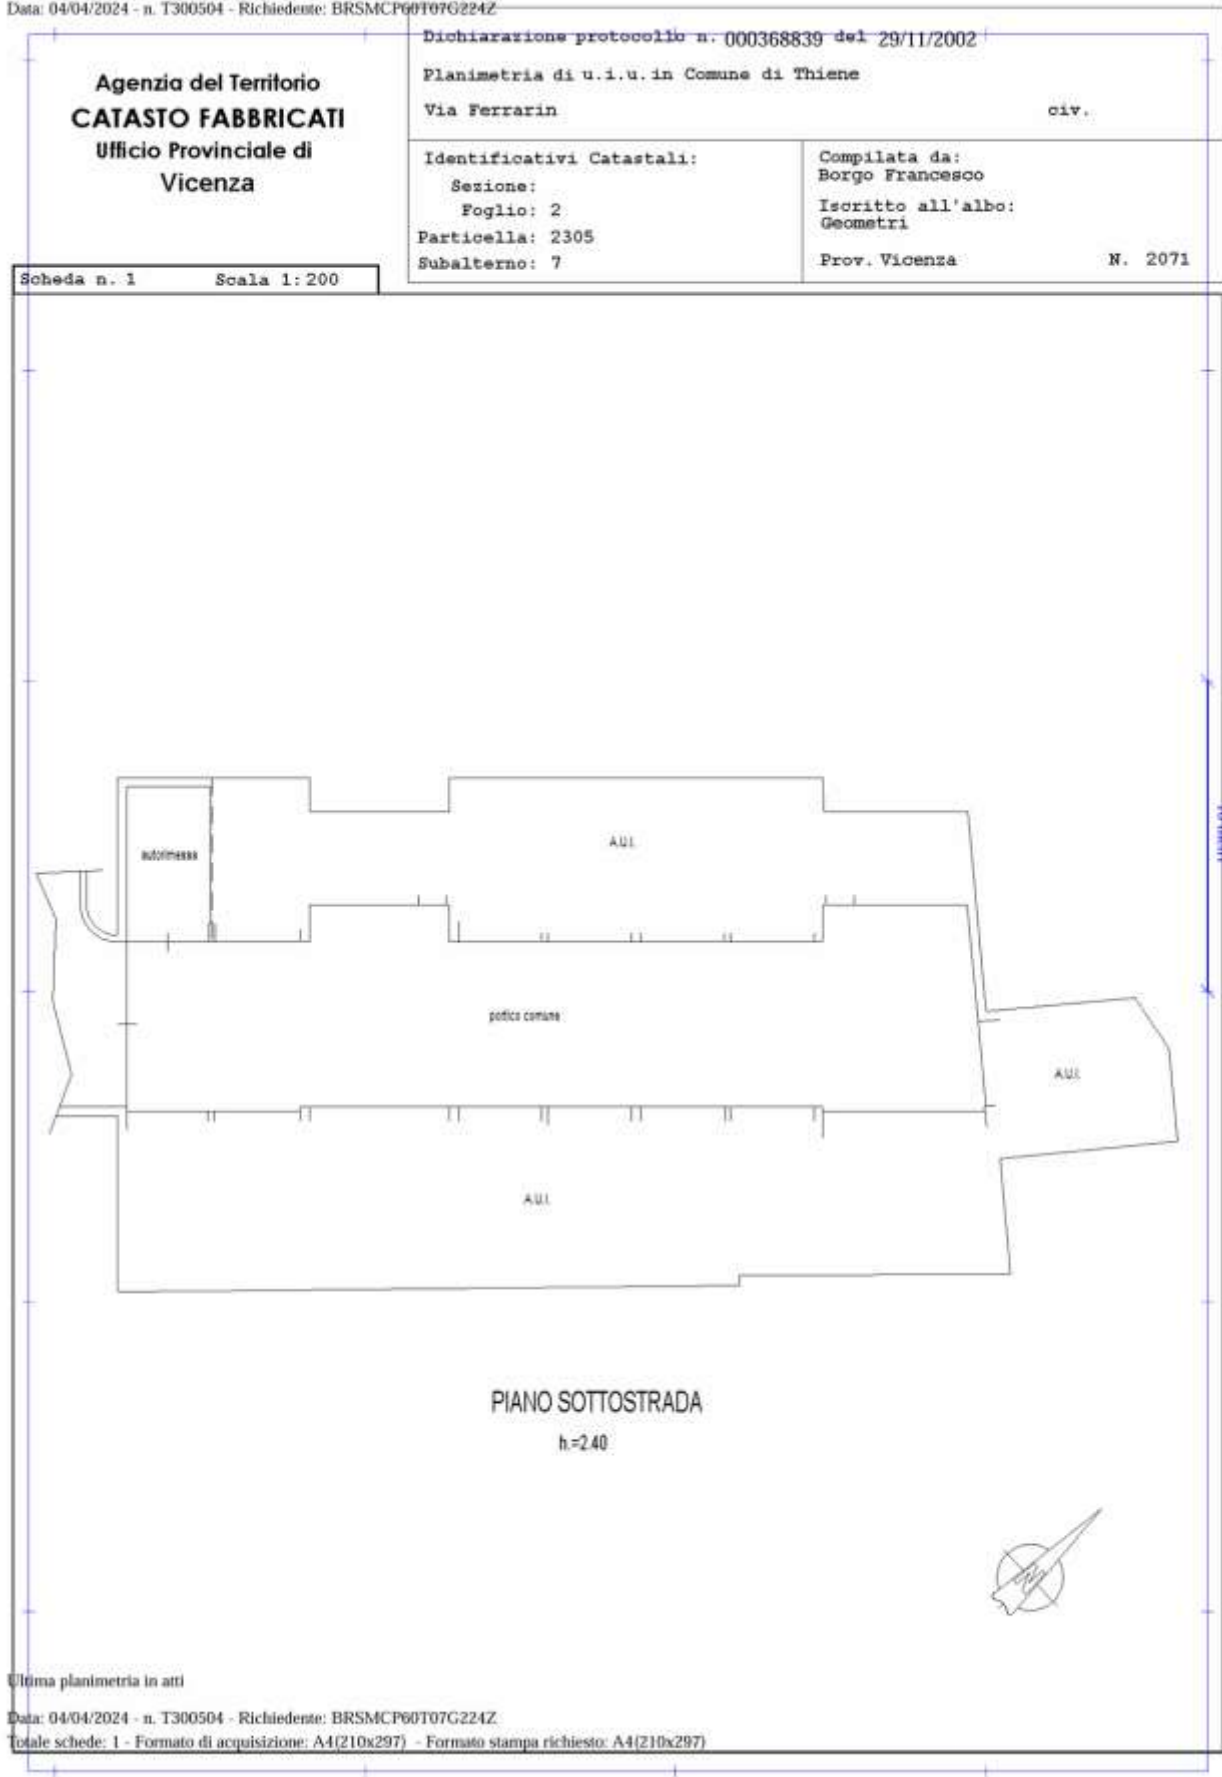 Data: 04/04/2024 - n. T300504 - Richiedente: BRSMCP60T07G224Z
Agenzia del Territorio
CATASTO FABBRICATI
Ufficio Provinciale di
Vicenza
Dichiarazione protocollo n. 000368839 del 29/11/2002
Planimetria di u.i.u. in Comune di Thiene
Via Ferrarin civ.
Identificativi Catastali:
Sezione:
Foglio: 2
Particella: 2305
Subalterno: 7
Compilata da:
Borgo Francesco
Iscritto all'albo:
Geometri
Prov. Vicenza N. 2071
Scheda n. 1 Scala 1:200
A.U.I.
autorimessa
portico comune
A.U.I.
A.U.I.
PIANO SOTTOSTRADA
h.=2.40
Ultima planimetria in atti
Data: 04/04/2024 - n. T300504 - Richiedente: BRSMCP60T07G224Z
Totale schede: 1 - Formato di acquisizione: A4(210x297) - Formato stampa richiesto: A4(210x297)